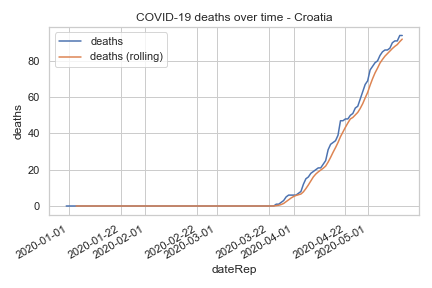 COVID-19 deaths over time - Croatia
deaths
deaths (rolling)
80
60
40
20
0
deaths
2020-01-01
2020-01-22
2020-02-01
2020-02-22
2020-03-01
2020-03-22
2020-04-01
2020-04-22
2020-05-01
dateRep